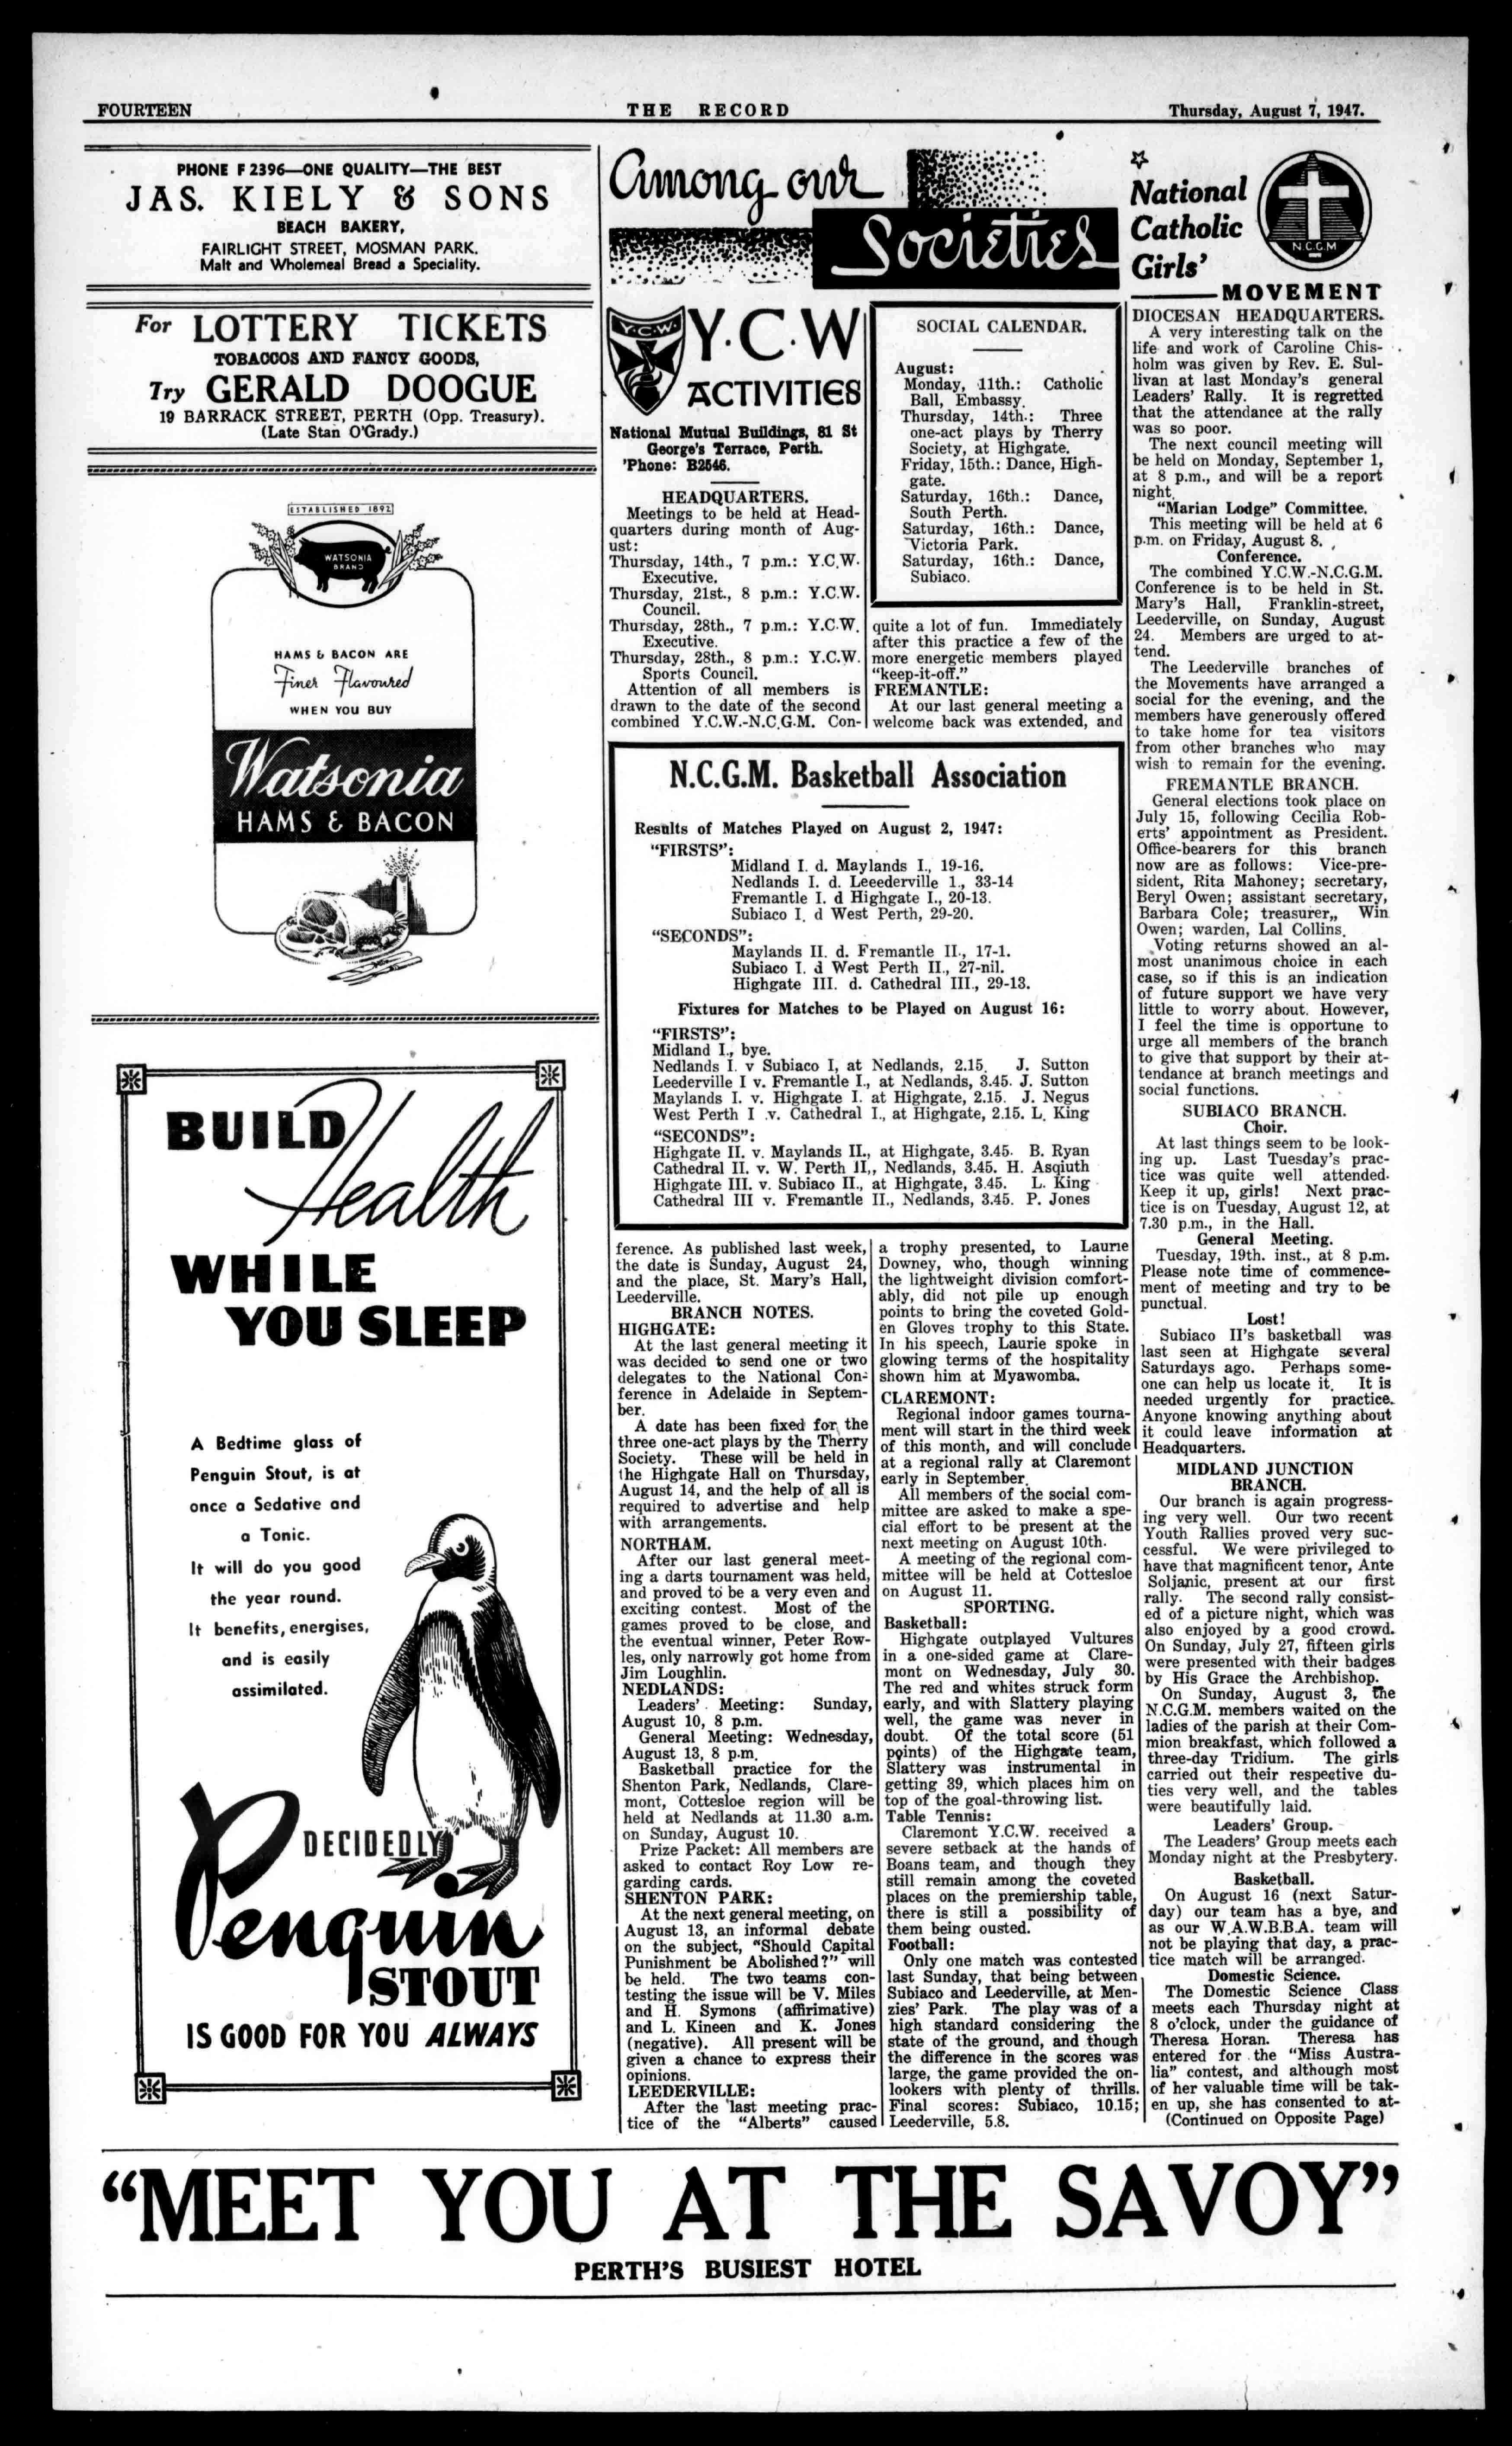 FOURTEEN
THE RECORD
Thursday, August 7, 1947.
PHONE F 2396—ONE QUALITY—THE BEST
JAS. KIELY & SONS
BEACH BAKERY,
FAIRLIGHT STREET, MOSMAN PARK.
Malt and Wholemeal Bread a Speciality.
For LOTTERY TICKETS
TOBACCOS AND FANCY GOODS,
Try GERALD DOOGUE
19 BARRACK STREET, PERTH (Opp. Treasury).
(Late Stan O'Grady.)
ESTABLISHED 1892
WATSONIA
BRAND
HAMS & BACON ARE
Finer Flavoured
WHEN YOU BUY
Watsonia
HAMS & BACON
BUILD
Health
WHILE
YOU SLEEP
A Bedtime glass of
Penguin Stout, is at
once a Sedative and
a Tonic.
It will do you good
the year round.
It benefits, energises,
and is easily
assimilated.
DECIDEDLY
Penguin
STOUT
IS GOOD FOR YOU ALWAYS
Among our
Societies
Y.C.W.
Y.C.W
ACTIVITIES
National Mutual Buildings, 81 St
George's Terrace, Perth.
'Phone: B2546.
HEADQUARTERS.
Meetings to be held at Head-
quarters during month of Aug-
ust:
Thursday, 14th., 7 p.m.: Y.C.W.
Executive.
Thursday, 21st., 8 p.m.: Y.C.W.
Council.
Thursday, 28th., 7 p.m.: Y.C.W.
Executive.
Thursday, 28th., 8 p.m.: Y.C.W.
Sports Council.
Attention of all members is
drawn to the date of the second
combined Y.C.W.-N.C.G.M. Con-
SOCIAL CALENDAR.
August:
Monday, 11th.: Catholic
Ball, Embassy.
Thursday, 14th.: Three
one-act plays by Therry
Society, at Highgate.
Friday, 15th.: Dance, High-
gate.
Saturday, 16th.: Dance,
South Perth.
Saturday, 16th.: Dance,
Victoria Park.
Saturday, 16th.: Dance,
Subiaco.
quite a lot of fun. Immediately
after this practice a few of the
more energetic members played
"keep-it-off."
FREMANTLE:
At our last general meeting a
welcome back was extended, and
N.C.G.M. Basketball Association
Results of Matches Played on August 2, 1947:
"FIRSTS":
Midland I. d. Maylands I., 19-16.
Nedlands I. d. Leeederville 1., 33-14
Fremantle I. d Highgate I., 20-13.
Subiaco I. d West Perth, 29-20.
"SECONDS":
Maylands II. d. Fremantle II., 17-1.
Subiaco I. d West Perth II., 27-nil.
Highgate III. d. Cathedral III., 29-13.
Fixtures for Matches to be Played on August 16:
"FIRSTS":
Midland I., bye.
Nedlands I. v Subiaco I, at Nedlands, 2.15. J. Sutton
Leederville I v. Fremantle I., at Nedlands, 3.45. J. Sutton
Maylands I. v. Highgate I. at Highgate, 2.15. J. Negus
West Perth I .v. Cathedral I., at Highgate, 2.15. L. King
"SECONDS":
Highgate II. v. Maylands II., at Highgate, 3.45. B. Ryan
Cathedral II. v. W. Perth II,, Nedlands, 3.45. H. Asqiuth
Highgate III. v. Subiaco II., at Highgate, 3.45. L. King
Cathedral III v. Fremantle II., Nedlands, 3.45. P. Jones
ference. As published last week,
the date is Sunday, August 24,
and the place, St. Mary's Hall,
Leederville.
BRANCH NOTES.
HIGHGATE:
At the last general meeting it
was decided to send one or two
delegates to the National Con-
ference in Adelaide in Septem-
ber.
A date has been fixed for the
three one-act plays by the Therry
Society. These will be held in
the Highgate Hall on Thursday,
August 14, and the help of all is
required to advertise and help
with arrangements.
NORTHAM.
After our last general meet-
ing a darts tournament was held,
and proved to be a very even and
exciting contest. Most of the
games proved to be close, and
the eventual winner, Peter Row-
les, only narrowly got home from
Jim Loughlin.
NEDLANDS:
Leaders' Meeting: Sunday,
August 10, 8 p.m.
General Meeting: Wednesday,
August 13, 8 p.m.
Basketball practice for the
Shenton Park, Nedlands, Clare-
mont, Cottesloe region will be
held at Nedlands at 11.30 a.m.
on Sunday, August 10.
Prize Packet: All members are
asked to contact Roy Low re-
garding cards.
SHENTON PARK:
At the next general meeting, on
August 13, an informal debate
on the subject, "Should Capital
Punishment be Abolished?" will
be held. The two teams con-
testing the issue will be V. Miles
and H. Symons (affirimative)
and L. Kineen and K. Jones
(negative). All present will be
given a chance to express their
opinions.
LEEDERVILLE:
After the last meeting prac-
tice of the "Alberts" caused
a trophy presented, to Laurie
Downey, who, though winning
the lightweight division comfort-
ably, did not pile up enough
points to bring the coveted Gold-
en Gloves trophy to this State.
In his speech, Laurie spoke in
glowing terms of the hospitality
shown him at Myawomba.
CLAREMONT:
Regional indoor games tourna-
ment will start in the third week
of this month, and will conclude
at a regional rally at Claremont
early in September.
All members of the social com-
mittee are asked to make a spe-
cial effort to be present at the
next meeting on August 10th.
A meeting of the regional com-
mittee will be held at Cottesloe
on August 11.
SPORTING.
Basketball:
Highgate outplayed Vultures
in a one-sided game at Clare-
mont on Wednesday, July 30.
The red and whites struck form
early, and with Slattery playing
well, the game was never in
doubt. Of the total score (51
points) of the Highgate team,
Slattery was instrumental in
getting 39, which places him on
top of the goal-throwing list.
Table Tennis:
Claremont Y.C.W. received a
severe setback at the hands of
Boans team, and though they
still remain among the coveted
places on the premiership table,
there is still a possibility of
them being ousted.
Football:
Only one match was contested
last Sunday, that being between
Subiaco and Leederville, at Men-
zies' Park. The play was of a
high standard considering the
state of the ground, and though
the difference in the scores was
large, the game provided the on-
lookers with plenty of thrills.
Final scores: Subiaco, 10.15;
Leederville, 5.8.
National
Catholic
Girls'
MOVEMENT
N.C.G.M
DIOCESAN HEADQUARTERS.
A very interesting talk on the
life and work of Caroline Chis-
holm was given by Rev. E. Sul-
livan at last Monday's general
Leaders' Rally. It is regretted
that the attendance at the rally
was so poor.
The next council meeting will
be held on Monday, September 1,
at 8 p.m., and will be a report
night.
"Marian Lodge" Committee.
This meeting will be held at 6
p.m. on Friday, August 8.
Conference.
The combined Y.C.W.-N.C.G.M.
Conference is to be held in St.
Mary's Hall, Franklin-street,
Leederville, on Sunday, August
24. Members are urged to at-
tend.
The Leederville branches of
the Movements have arranged a
social for the evening, and the
members have generously offered
to take home for tea visitors
from other branches who may
wish to remain for the evening.
FREMANTLE BRANCH.
General elections took place on
July 15, following Cecilia Rob-
erts' appointment as President.
Office-bearers for this branch
now are as follows: Vice-pre-
sident, Rita Mahoney; secretary,
Beryl Owen; assistant secretary,
Barbara Cole; treasurer,, Win
Owen; warden, Lal Collins.
Voting returns showed an al-
most unanimous choice in each
case, so if this is an indication
of future support we have very
little to worry about. However,
I feel the time is opportune to
urge all members of the branch
to give that support by their at-
tendance at branch meetings and
social functions.
SUBIACO BRANCH.
Choir.
At last things seem to be look-
ing up. Last Tuesday's prac-
tice was quite well attended.
Keep it up, girls! Next prac-
tice is on Tuesday, August 12, at
7.30 p.m., in the Hall.
General Meeting.
Tuesday, 19th. inst., at 8 p.m.
Please note time of commence-
ment of meeting and try to be
punctual.
Lost!
Subiaco II's basketball was
last seen at Highgate several
Saturdays ago. Perhaps some-
one can help us locate it. It is
needed urgently for practice.
Anyone knowing anything about
it could leave information at
Headquarters.
MIDLAND JUNCTION
BRANCH.
Our branch is again progress-
ing very well. Our two recent
Youth Rallies proved very suc-
cessful. We were privileged to
have that magnificent tenor, Ante
Soljanic, present at our first
rally. The second rally consist-
ed of a picture night, which was
also enjoyed by a good crowd.
On Sunday, July 27, fifteen girls
were presented with their badges
by His Grace the Archbishop.
On Sunday, August 3, the
N.C.G.M. members waited on the
ladies of the parish at their Com-
mion breakfast, which followed a
three-day Tridium. The girls
carried out their respective du-
ties very well, and the tables
were beautifully laid.
Leaders' Group.
The Leaders' Group meets each
Monday night at the Presbytery.
Basketball.
On August 16 (next Satur-
day) our team has a bye, and
as our W.A.W.B.B.A. team will
not be playing that day, a prac-
tice match will be arranged.
Domestic Science.
The Domestic Science Class
meets each Thursday night at
8 o'clock, under the guidance of
Theresa Horan. Theresa has
entered for the "Miss Austra-
lia" contest, and although most
of her valuable time will be tak-
en up, she has consented to at-
(Continued on Opposite Page)
"MEET YOU AT THE SAVOY"
PERTH'S BUSIEST HOTEL